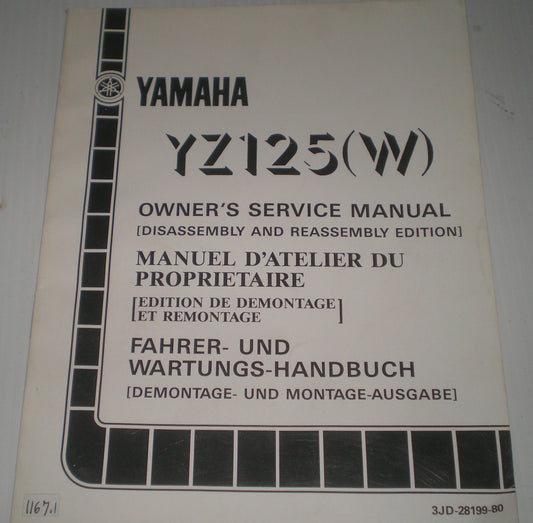 YAMAHA
YZ125(W)
OWNER'S SERVICE MANUAL
[DISASSEMBLY AND REASSEMBLY EDITION]
MANUEL D'ATELIER DU
PROPRIETAIRE
[EDITION DE DEMONTAGE
ET REMONTAGE]
FAHRER- UND
WARTUNGS-HANDBUCH
[DEMONTAGE- UND MONTAGE-AUSGABE]
1167.1
3JD-28199-80